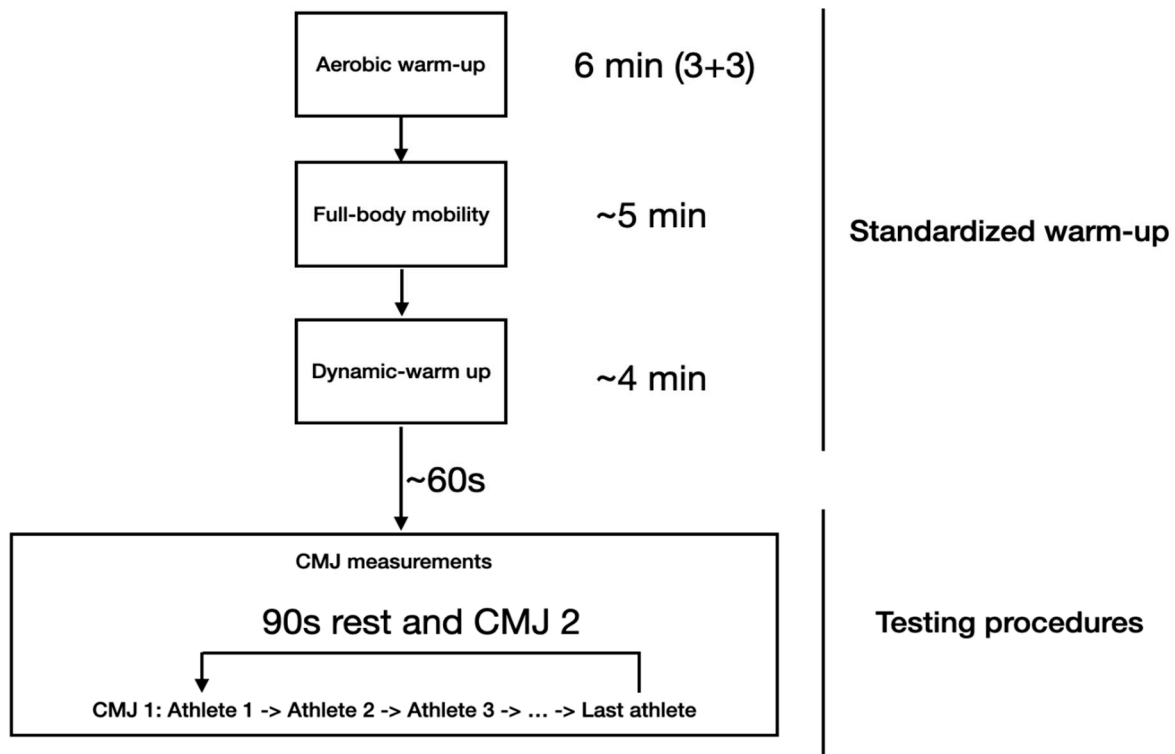 Aerobic warm-up
6 min (3+3)
Full-body mobility
~5 min
Standardized warm-up
Dynamic-warm up
~4 min
~60s
CMJ measurements
90s rest and CMJ 2
Testing procedures
CMJ 1: Athlete 1 -> Athlete 2 -> Athlete 3 -> ... -> Last athlete